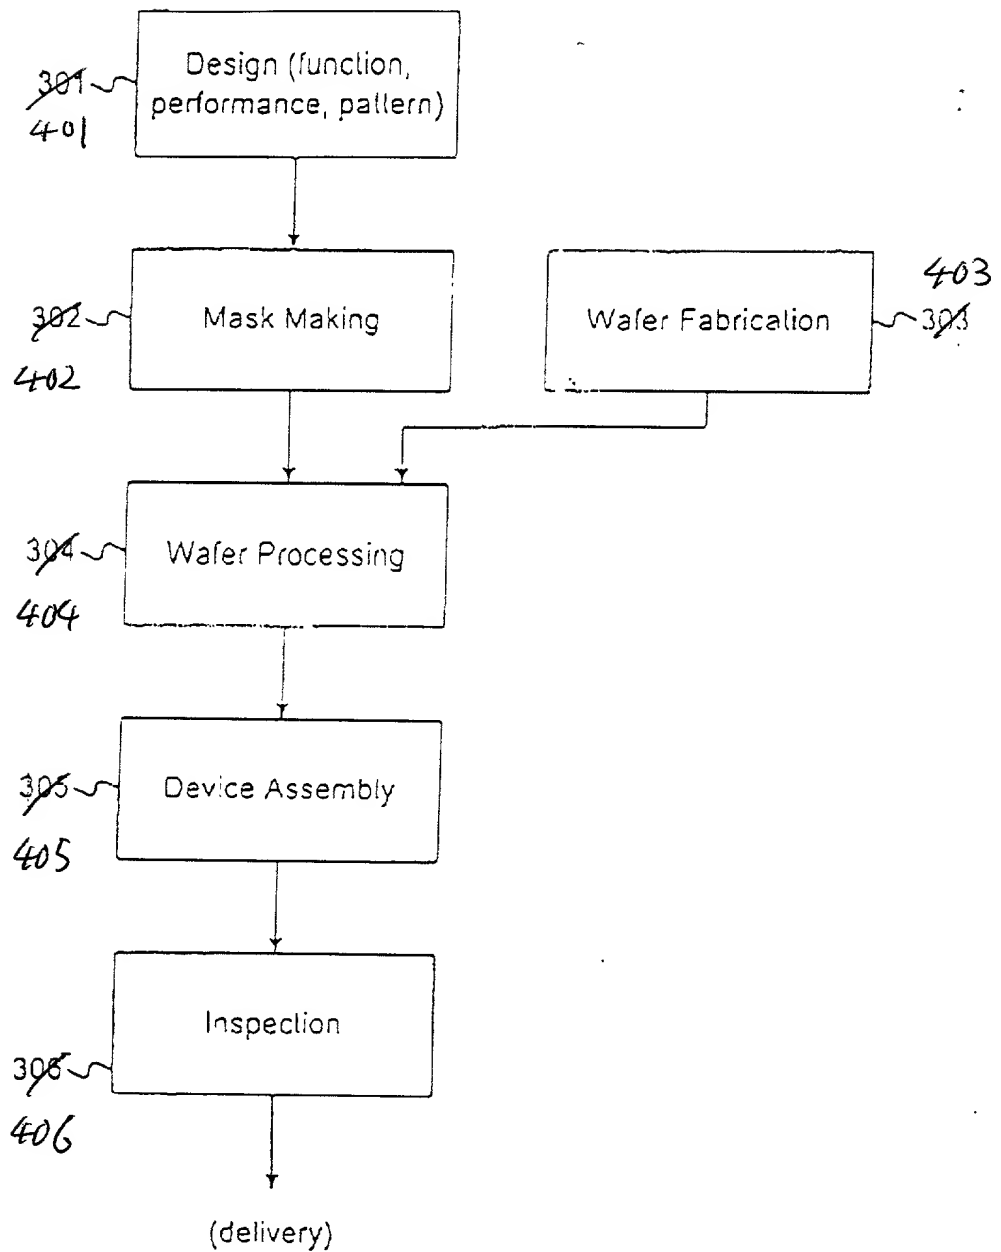 Design (function,
301
performance, pattern)
401
403
302
Mask Making
Wafer Fabrication
303
402
304
Wafer Processing
404
305
Device Assembly
405
Inspection
306
406
(delivery)